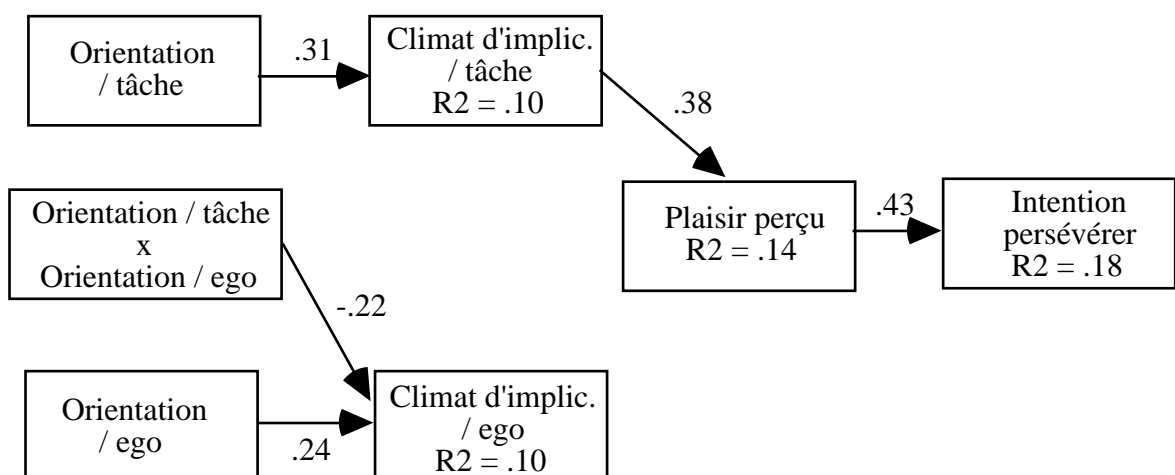 Orientation
/ tâche
.31
Climat d'implic.
/ tâche
R2 = .10
.38
Orientation / tâche
x
Orientation / ego
Plaisir perçu
R2 = .14
.43
Intention
persévérer
R2 = .18
-.22
Orientation
/ ego
.24
Climat d'implic.
/ ego
R2 = .10